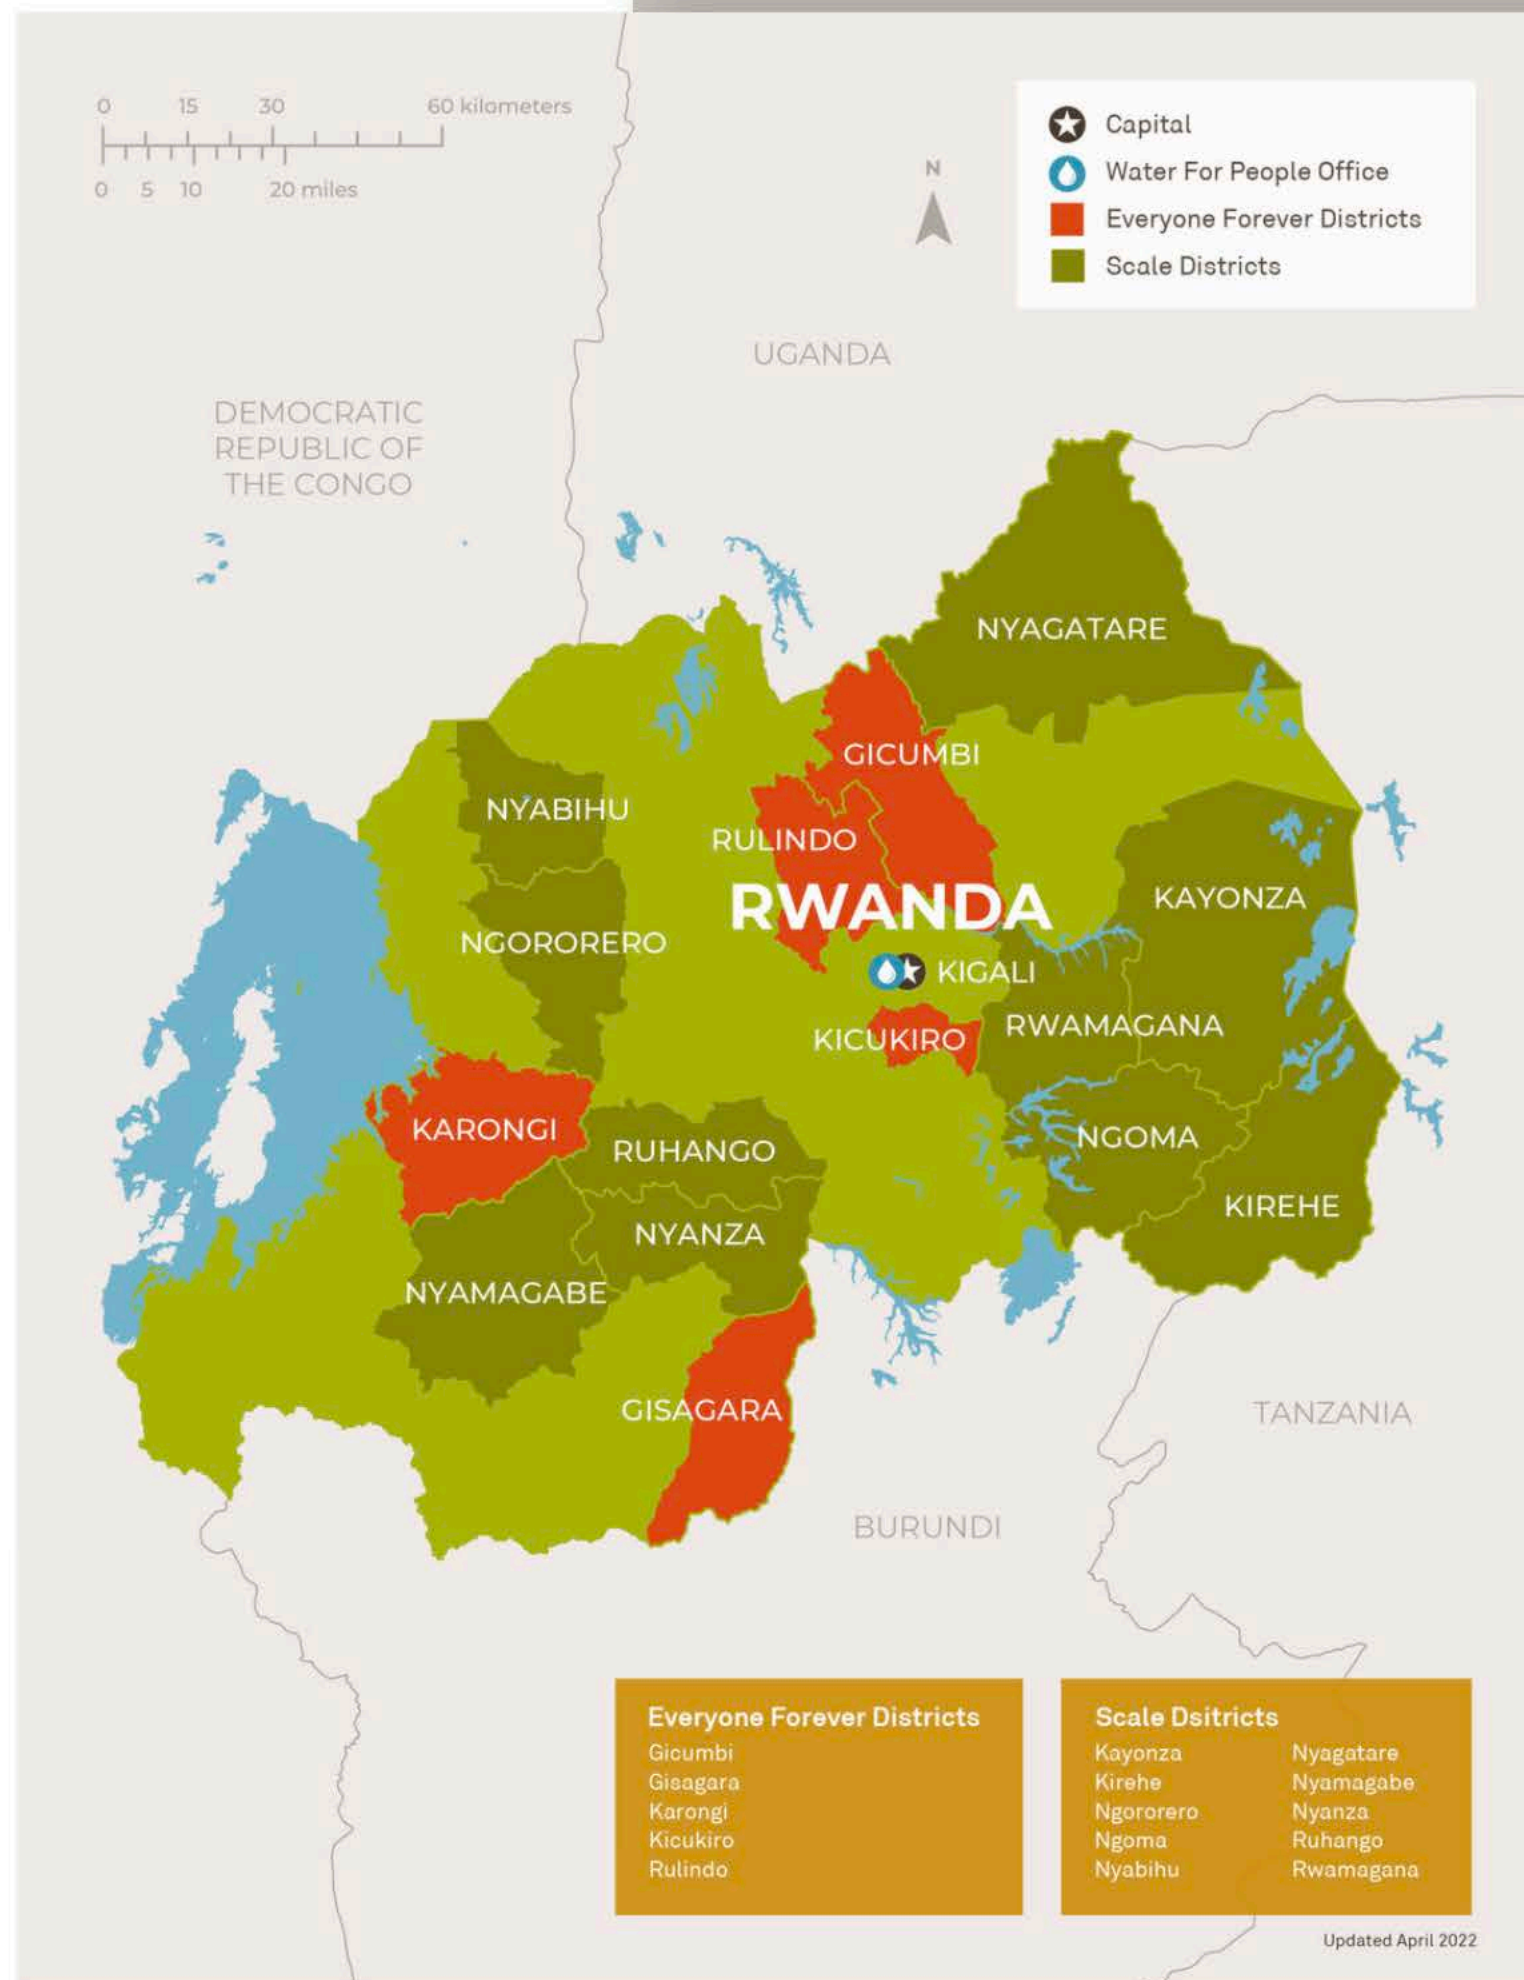 0 15 30 60 kilometers
0 5 10 20 miles
N
Capital
Water For People Office
Everyone Forever Districts
Scale Districts
UGANDA
DEMOCRATIC
REPUBLIC OF
THE CONGO
NYAGATARE
GICUMBI
NYABIHU
RULINDO
RWANDA
KAYONZA
NGORORERO
KIGALI
KICUKIRO
RWAMAGANA
KARONGI
RUHANGO
NGOMA
NYANZA
KIREHE
NYAMAGABE
GISAGARA
TANZANIA
BURUNDI
Everyone Forever Districts
Gicumbi
Gisagara
Karongi
Kicukiro
Rulindo
Scale Dsitricts
Kayonza
Kirehe
Ngororero
Ngoma
Nyabihu
Nyagatare
Nyamagabe
Nyanza
Ruhango
Rwamagana
Updated April 2022